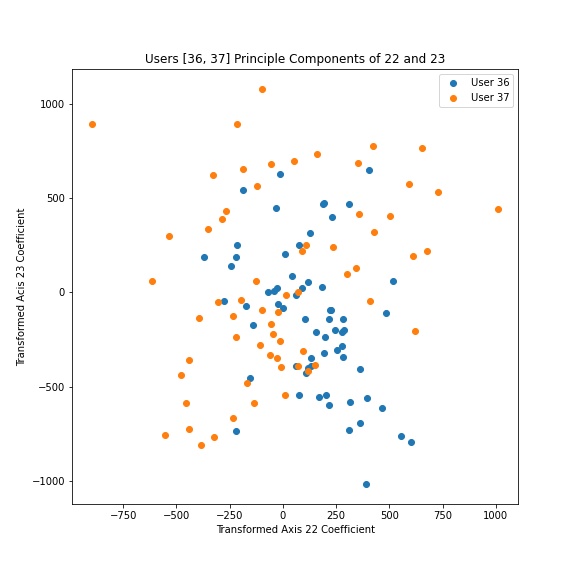 Users [36, 37] Principle Components of 22 and 23
User 36
User 37
Transformed Acis 23 Coefficient
1000
500
0
−500
−1000
−750
−500
−250
0
250
500
750
1000
Transformed Axis 22 Coefficient